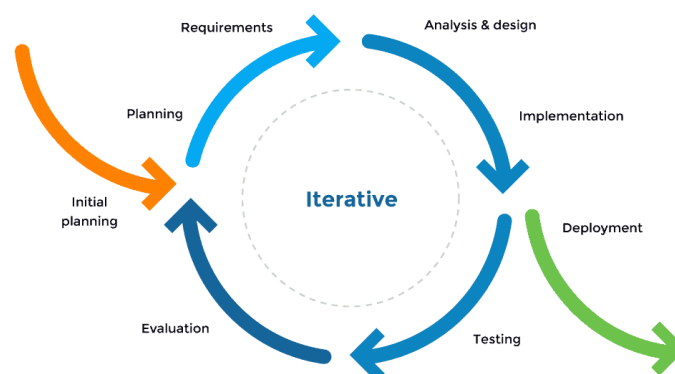 Requirements
Analysis & design
Planning
Implementation
Iterative
Initial
planning
Deployment
Evaluation
Testing